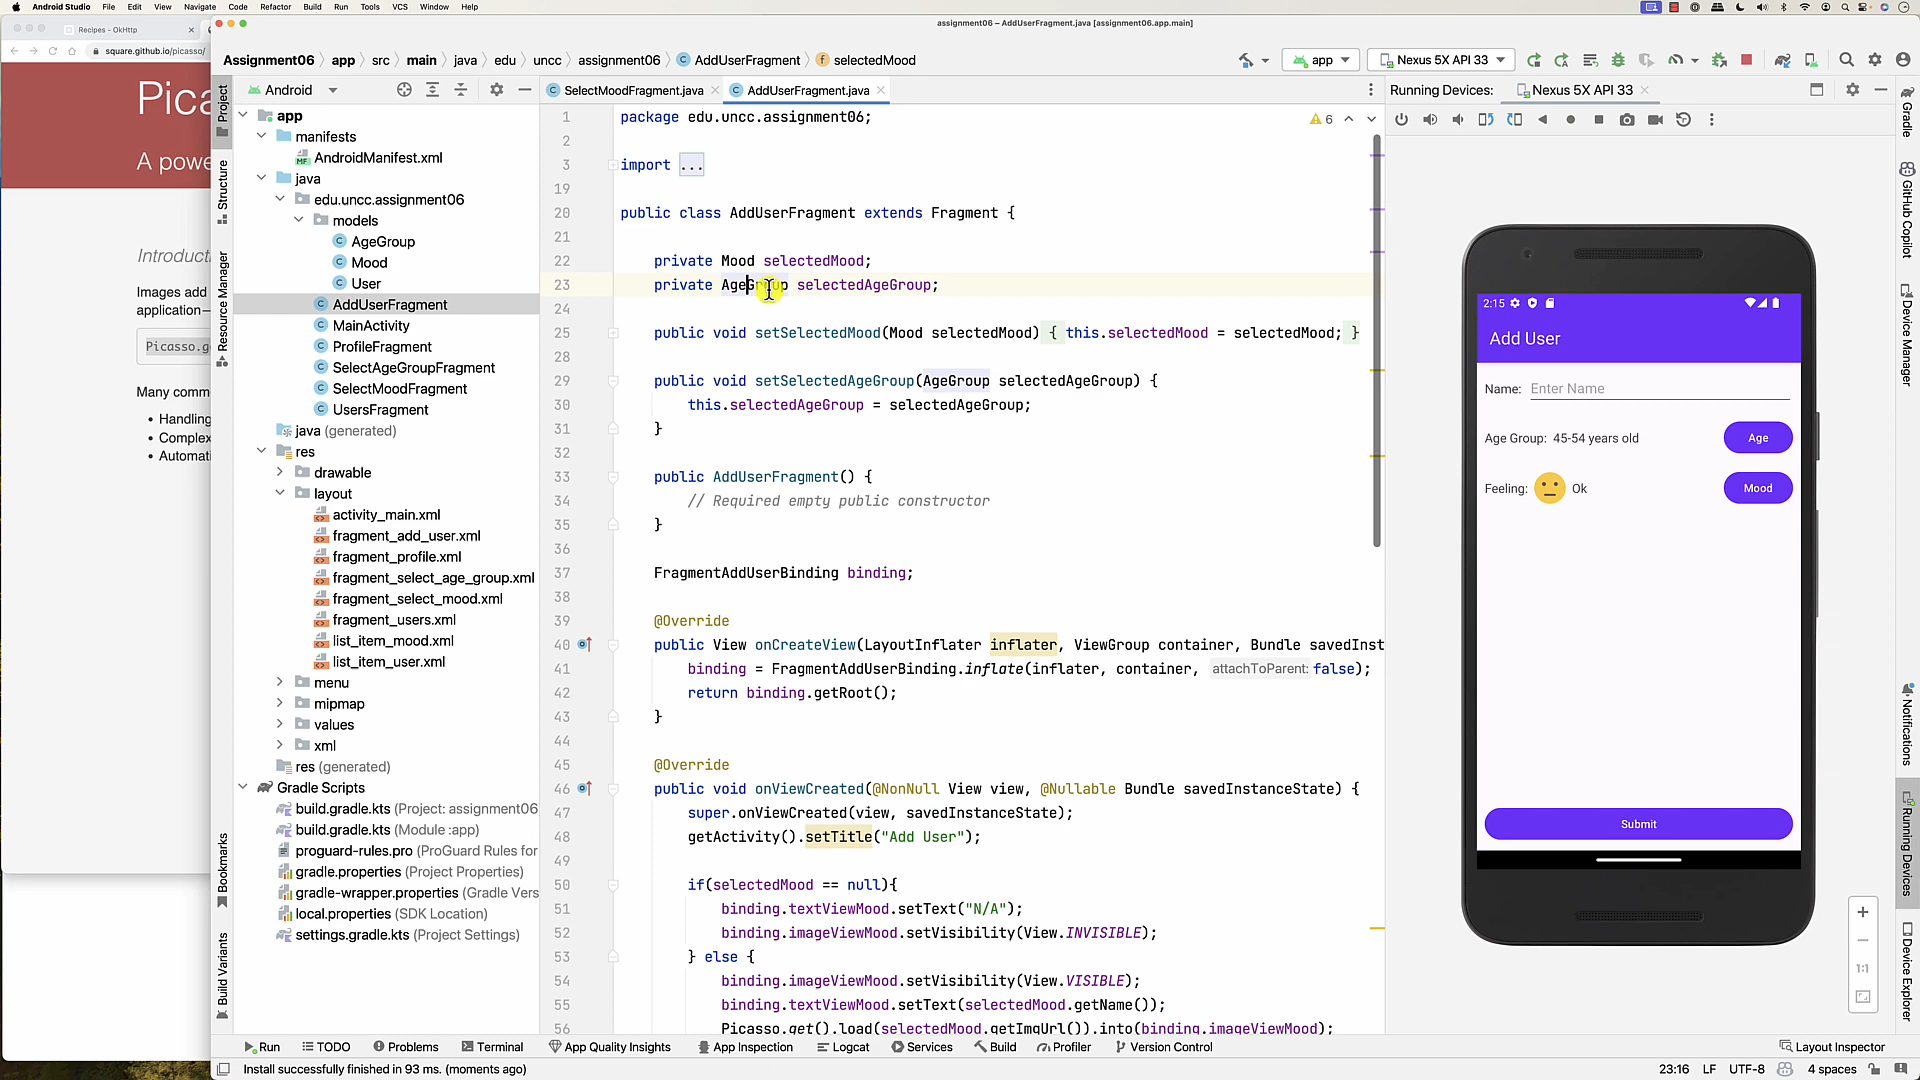 Android Studio File Edit View Navigate Code Refactor Build Run Tools VCS Window Help
assignment06 – AddUserFragment.java [assignment06.app.main]
Recipes - OkHttp
square.github.io/picasso/
Pica
A powe
Introduct
Images add
application—
Picasso.g
Many comm
• Handling
• Complex
• Automati
Assignment06 app src main java edu uncc assignment06 AddUserFragment selectedMood
app Nexus 5X API 33
Android
SelectMoodFragment.java AddUserFragment.java
Running Devices: Nexus 5X API 33
Project
Structure
Resource Manager
Bookmarks
Build Variants
app
manifests
AndroidManifest.xml
java
edu.uncc.assignment06
models
AgeGroup
Mood
User
AddUserFragment
MainActivity
ProfileFragment
SelectAgeGroupFragment
SelectMoodFragment
UsersFragment
java (generated)
res
drawable
layout
activity_main.xml
fragment_add_user.xml
fragment_profile.xml
fragment_select_age_group.xml
fragment_select_mood.xml
fragment_users.xml
list_item_mood.xml
list_item_user.xml
menu
mipmap
values
xml
res (generated)
Gradle Scripts
build.gradle.kts (Project: assignment06
build.gradle.kts (Module :app)
proguard-rules.pro (ProGuard Rules for
gradle.properties (Project Properties)
gradle-wrapper.properties (Gradle Vers
local.properties (SDK Location)
settings.gradle.kts (Project Settings)
6
1 package edu.uncc.assignment06;
2
3 import ...
19
20 public class AddUserFragment extends Fragment {
21
22 private Mood selectedMood;
23 private AgeGroup selectedAgeGroup;
24
25 public void setSelectedMood(Mood selectedMood) { this.selectedMood = selectedMood; }
28
29 public void setSelectedAgeGroup(AgeGroup selectedAgeGroup) {
30 this.selectedAgeGroup = selectedAgeGroup;
31 }
32
33 public AddUserFragment() {
34 // Required empty public constructor
35 }
36
37 FragmentAddUserBinding binding;
38
39 @Override
40 public View onCreateView(LayoutInflater inflater, ViewGroup container, Bundle savedInst
41 binding = FragmentAddUserBinding.inflate(inflater, container, attachToParent: false);
42 return binding.getRoot();
43 }
44
45 @Override
46 public void onViewCreated(@NonNull View view, @Nullable Bundle savedInstanceState) {
47 super.onViewCreated(view, savedInstanceState);
48 getActivity().setTitle("Add User");
49
50 if(selectedMood == null){
51 binding.textViewMood.setText("N/A");
52 binding.imageViewMood.setVisibility(View.INVISIBLE);
53 } else {
54 binding.imageViewMood.setVisibility(View.VISIBLE);
55 binding.textViewMood.setText(selectedMood.getName());
56 Picasso.get().load(selectedMood.getImgUrl()).into(binding.imageViewMood);
2:15
Add User
Name: Enter Name
Age Group: 45-54 years old Age
Feeling: Ok Mood
Submit
1:1
Gradle
GitHub Copilot
Device Manager
Notifications
Running Devices
Device Explorer
Run TODO Problems Terminal App Quality Insights App Inspection Logcat Services Build Profiler Version Control Layout Inspector
Install successfully finished in 93 ms. (moments ago) 23:16 LF UTF-8 4 spaces